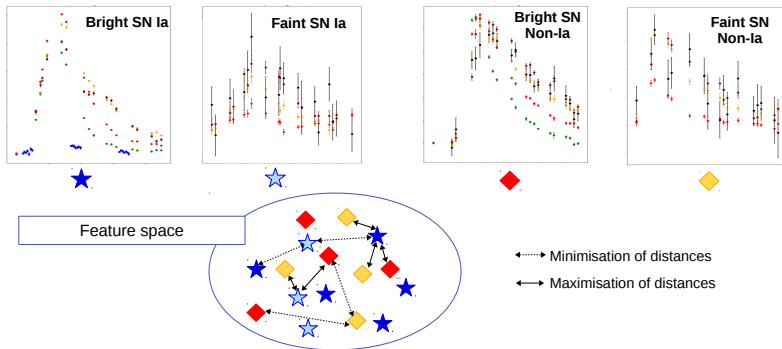 Bright SN Ia
Faint SN Ia
Bright SN
Non-Ia
Faint SN
Non-Ia
Feature space
Minimisation of distances
Maximisation of distances